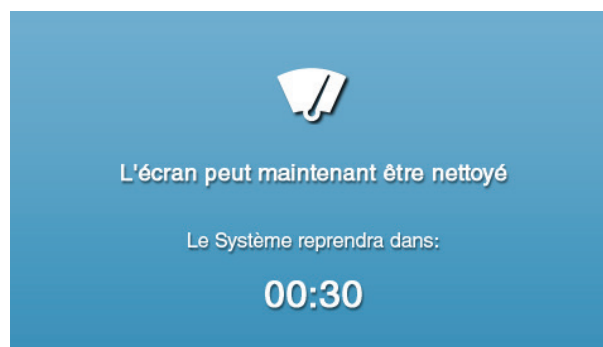 L'écran peut maintenant être nettoyé
Le Système reprendra dans:
00:30